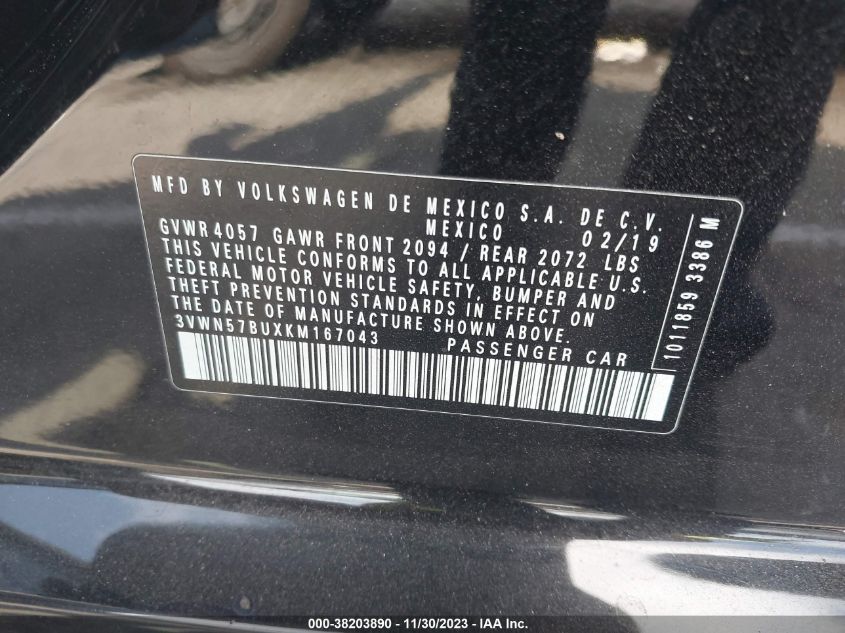 MFD BY VOLKSWAGEN DE MEXICO S.A. DE C.V.
MEXICO 02/19
GVWR 4057 GAWR FRONT 2094 / REAR 2072 LBS
THIS VEHICLE CONFORMS TO ALL APPLICABLE U.S.
FEDERAL MOTOR VEHICLE SAFETY, BUMPER AND
THEFT PREVENTION STANDARDS IN EFFECT ON
THE DATE OF MANUFACTURE SHOWN ABOVE.
3VWN57BUXKM167043 PASSENGER CAR
1011859 3386 M
000-38203890 - 11/30/2023 - IAA Inc.